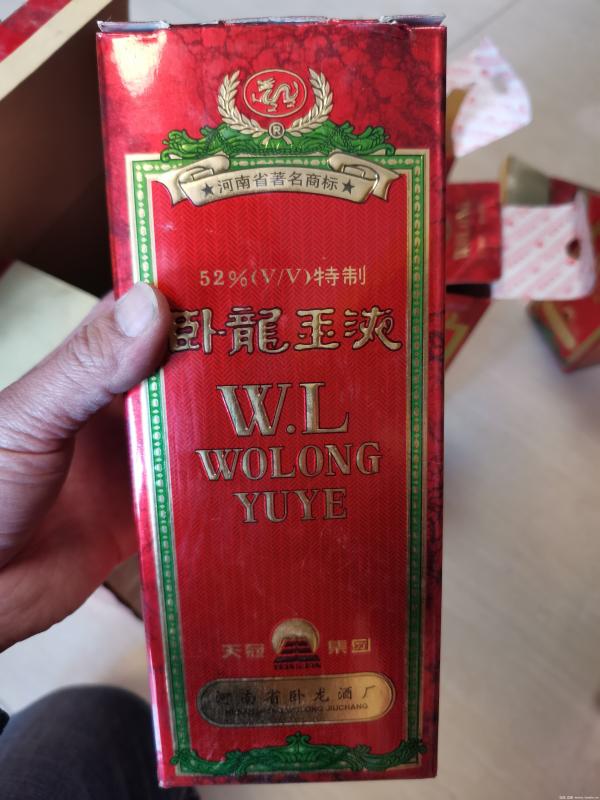 ®
★河南省著名商标★
52%(V/V)特制
卧龍玉液
W.L
WOLONG
YUYE
天冠 集团
TIANGUAN
河南省卧龙酒厂